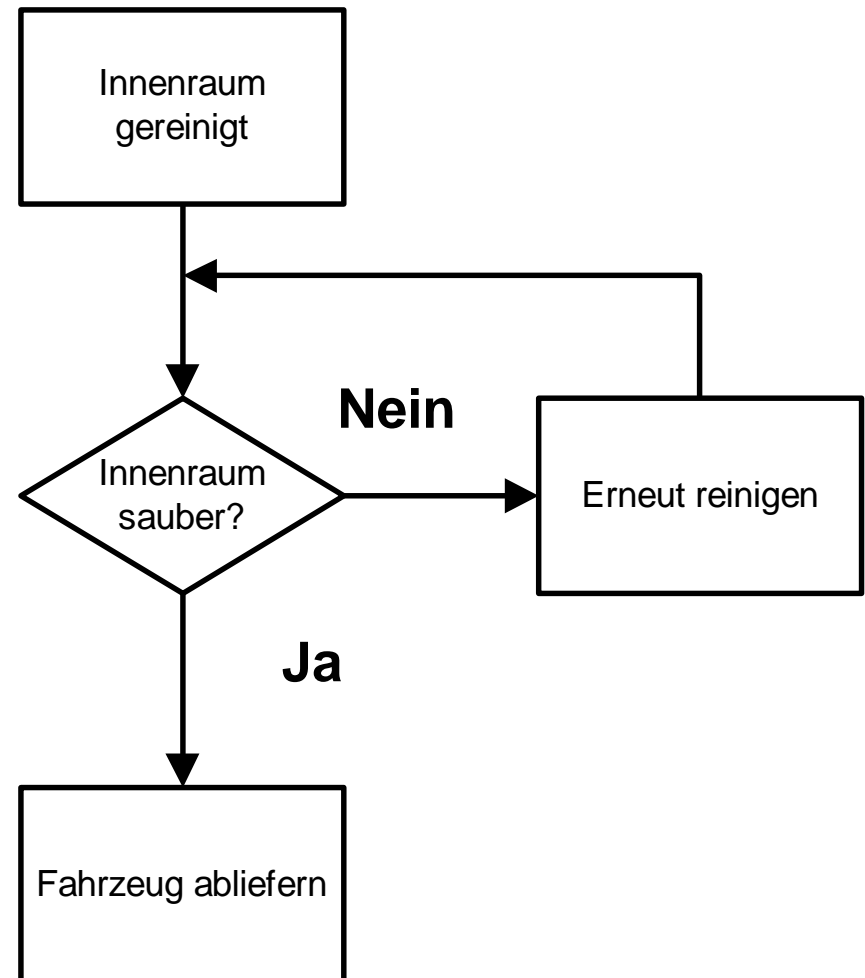 Innenraum
gereinigt
Nein
Innenraum
sauber?
Erneut reinigen
Ja
Fahrzeug abliefern